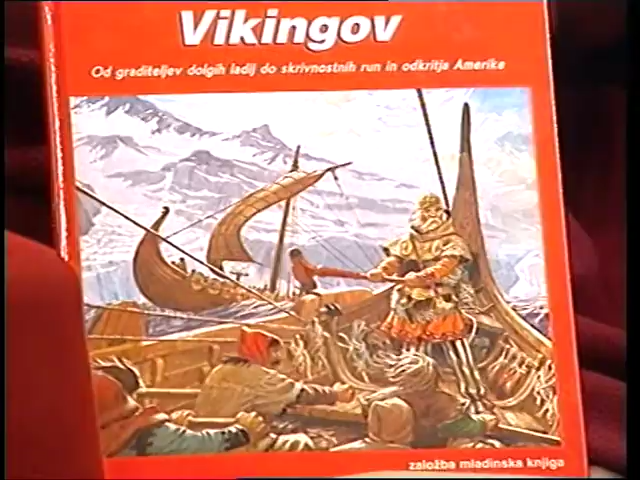 Vikingov
Od graditeljev dolgih ladij do skrivnostnih run in odkritja Amerike
založba mladinska knjiga